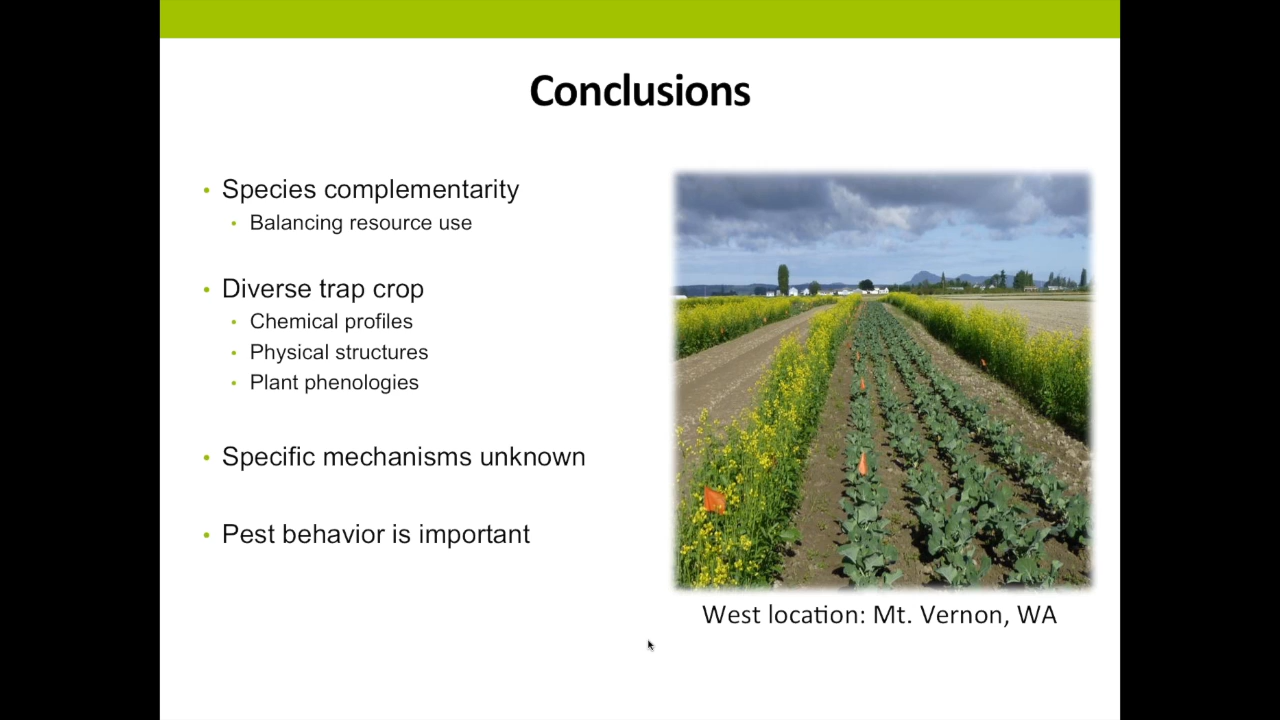 Conclusions
• Species complementarity
• Balancing resource use
• Diverse trap crop
• Chemical profiles
• Physical structures
• Plant phenologies
• Specific mechanisms unknown
• Pest behavior is important
West location: Mt. Vernon, WA